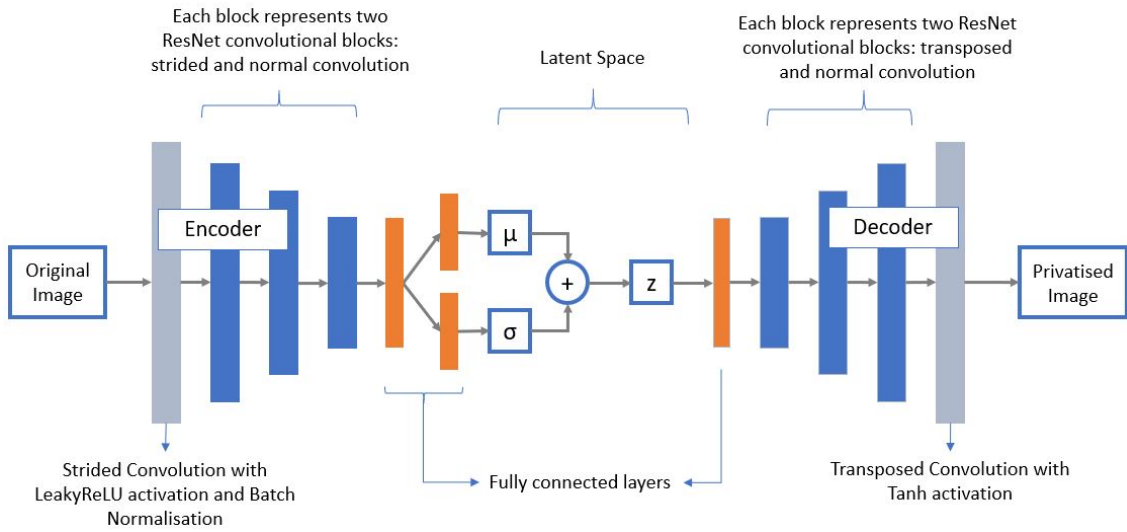 Each block represents two
ResNet convolutional blocks:
strided and normal convolution
Latent Space
Each block represents two ResNet
convolutional blocks: transposed
and normal convolution
Encoder
Decoder
Original
Image
μ
σ
+
z
Privatised
Image
Strided Convolution with
LeakyReLU activation and Batch
Normalisation
Fully connected layers
Transposed Convolution with
Tanh activation